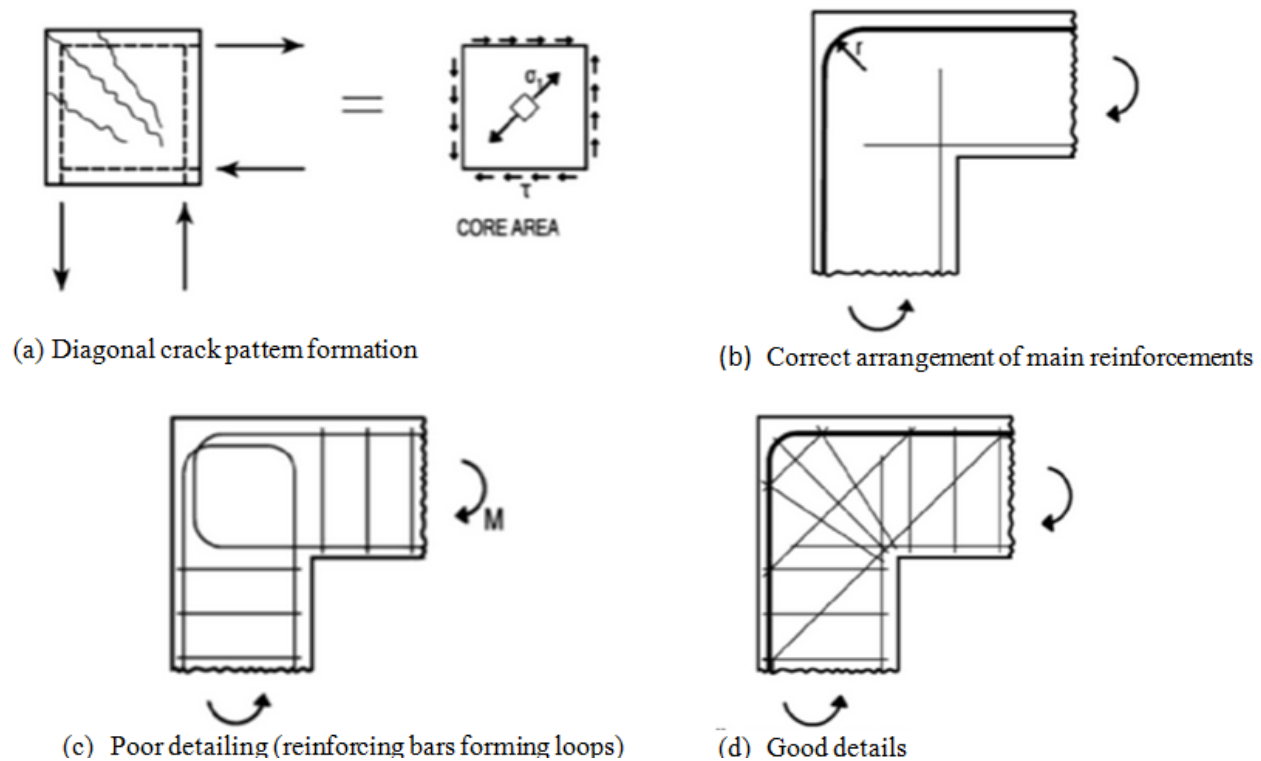 r
σ₁
τ
CORE AREA
(a) Diagonal crack pattern formation
(b) Correct arrangement of main reinforcements
M
(c) Poor detailing (reinforcing bars forming loops)
(d) Good details